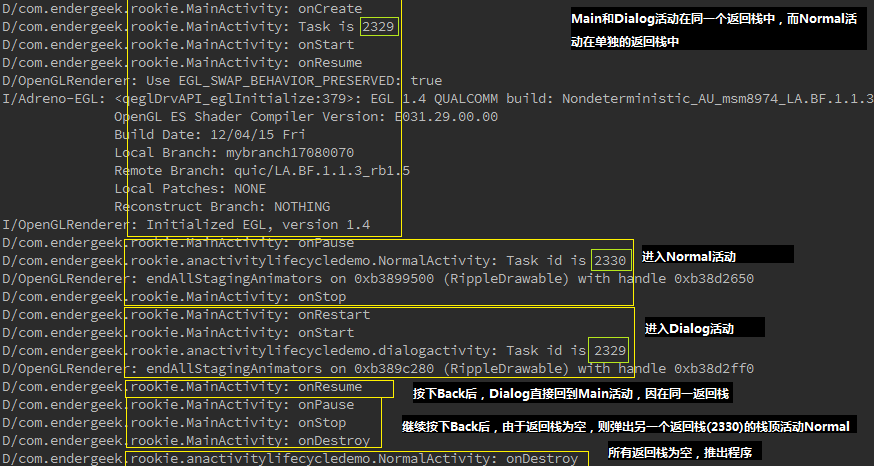 D/com.endergeek.rookie.MainActivity: onCreate
D/com.endergeek.rookie.MainActivity: Task is 2329
D/com.endergeek.rookie.MainActivity: onStart
D/com.endergeek.rookie.MainActivity: onResume
Main和Dialog活动在同一个返回栈中，而Normal活
动在单独的返回栈中
D/OpenGLRenderer: Use EGL_SWAP_BEHAVIOR_PRESERVED: true
I/Adreno-EGL: <qeglDrvAPI_eglInitialize:379>: EGL 1.4 QUALCOMM build: Nondeterministic_AU_msm8974_LA.BF.1.1.3
OpenGL ES Shader Compiler Version: E031.29.00.00
Build Date: 12/04/15 Fri
Local Branch: mybranch17080070
Remote Branch: quic/LA.BF.1.1.3_rb1.5
Local Patches: NONE
Reconstruct Branch: NOTHING
I/OpenGLRenderer: Initialized EGL, version 1.4
D/com.endergeek.rookie.MainActivity: onPause
D/com.endergeek.rookie.anactivitylifecycledemo.NormalActivity: Task id is 2330
进入Normal活动
D/OpenGLRenderer: endAllStagingAnimators on 0xb3899500 (RippleDrawable) with handle 0xb38d2650
D/com.endergeek.rookie.MainActivity: onStop
D/com.endergeek.rookie.MainActivity: onRestart
D/com.endergeek.rookie.MainActivity: onStart
进入Dialog活动
D/com.endergeek.rookie.anactivitylifecycledemo.dialogactivity: Task id is 2329
D/OpenGLRenderer: endAllStagingAnimators on 0xb389c280 (RippleDrawable) with handle 0xb38d2ff0
D/com.endergeek.rookie.MainActivity: onResume
按下Back后，Dialog直接回到Main活动，因在同一返回栈
D/com.endergeek.rookie.MainActivity: onPause
D/com.endergeek.rookie.MainActivity: onStop
继续按下Back后，由于返回栈为空，则弹出另一个返回栈(2330)的栈顶活动Normal
D/com.endergeek.rookie.MainActivity: onDestroy
所有返回栈为空，推出程序
D/com.endergeek.rookie.anactivitylifecycledemo.NormalActivity: onDestroy